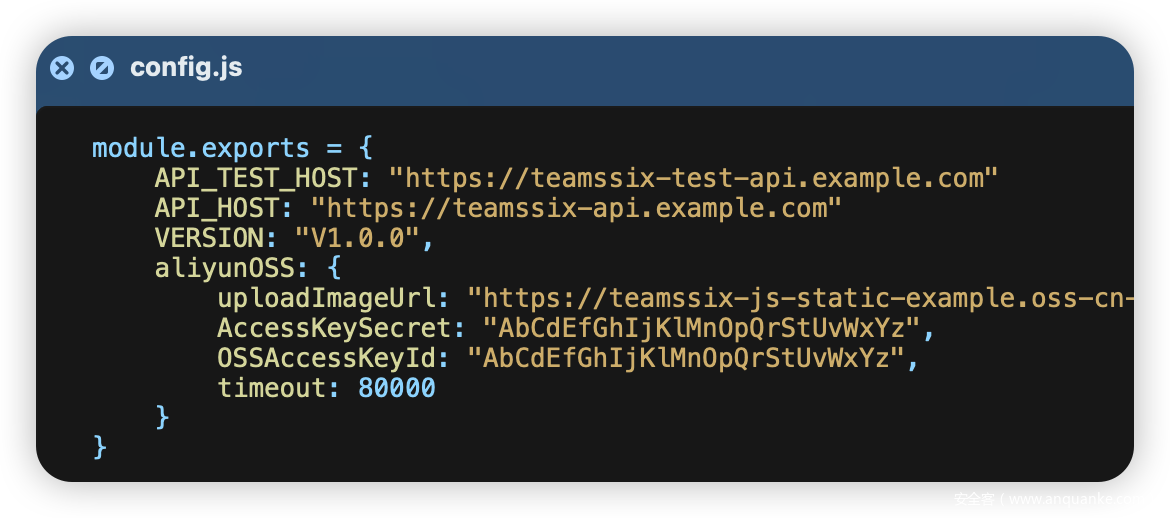 config.js
module.exports = {
    API_TEST_HOST: "https://teamssix-test-api.example.com"
    API_HOST: "https://teamssix-api.example.com"
    VERSION: "V1.0.0",
    aliyunOSS: {
        uploadImageUrl: "https://teamssix-js-static-example.oss-cn-
        AccessKeySecret: "AbCdEfGhIjKlMnOpQrStUvWxYz",
        OSSAccessKeyId: "AbCdEfGhIjKlMnOpQrStUvWxYz",
        timeout: 80000
    }
}
安全客 ( www.anquanke.co